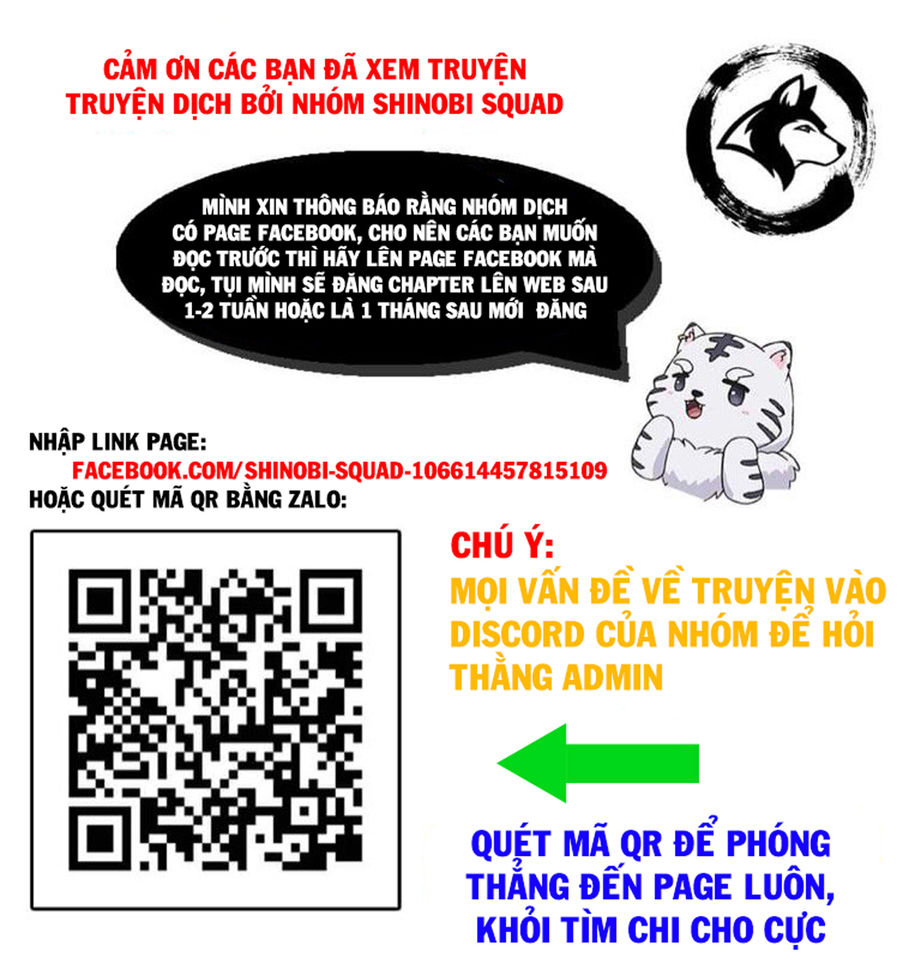 CẢM ƠN CÁC BẠN ĐÃ XEM TRUYỆN
TRUYỆN DỊCH BỞI NHÓM SHINOBI SQUAD
MÌNH XIN THÔNG BÁO RẰNG NHÓM DỊCH
CÓ PAGE FACEBOOK, CHO NÊN CÁC BẠN MUỐN
ĐỌC TRƯỚC THÌ HÃY LÊN PAGE FACEBOOK MÀ
ĐỌC, TỤI MÌNH SẼ ĐĂNG CHAPTER LÊN WEB SAU
1-2 TUẦN HOẶC LÀ 1 THÁNG SAU MỚI ĐĂNG
NHẬP LINK PAGE:
FACEBOOK.COM/SHINOBI-SQUAD-106614457815109
HOẶC QUÉT MÃ QR BẰNG ZALO:
CHÚ Ý:
MỌI VẤN ĐỀ VỀ TRUYỆN VÀO
DISCORD CỦA NHÓM ĐỂ HỎI
THẰNG ADMIN
QUÉT MÃ QR ĐỂ PHÓNG
THẲNG ĐẾN PAGE LUÔN,
KHỎI TÌM CHI CHO CỰC